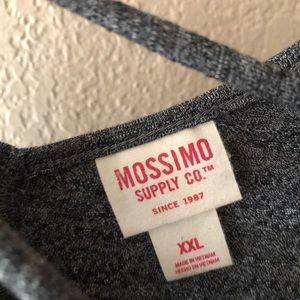 MOSSIMO
SUPPLY CO.™
SINCE 1987
XXL
MADE IN VIETNAM
HECHO EN VIETNAM